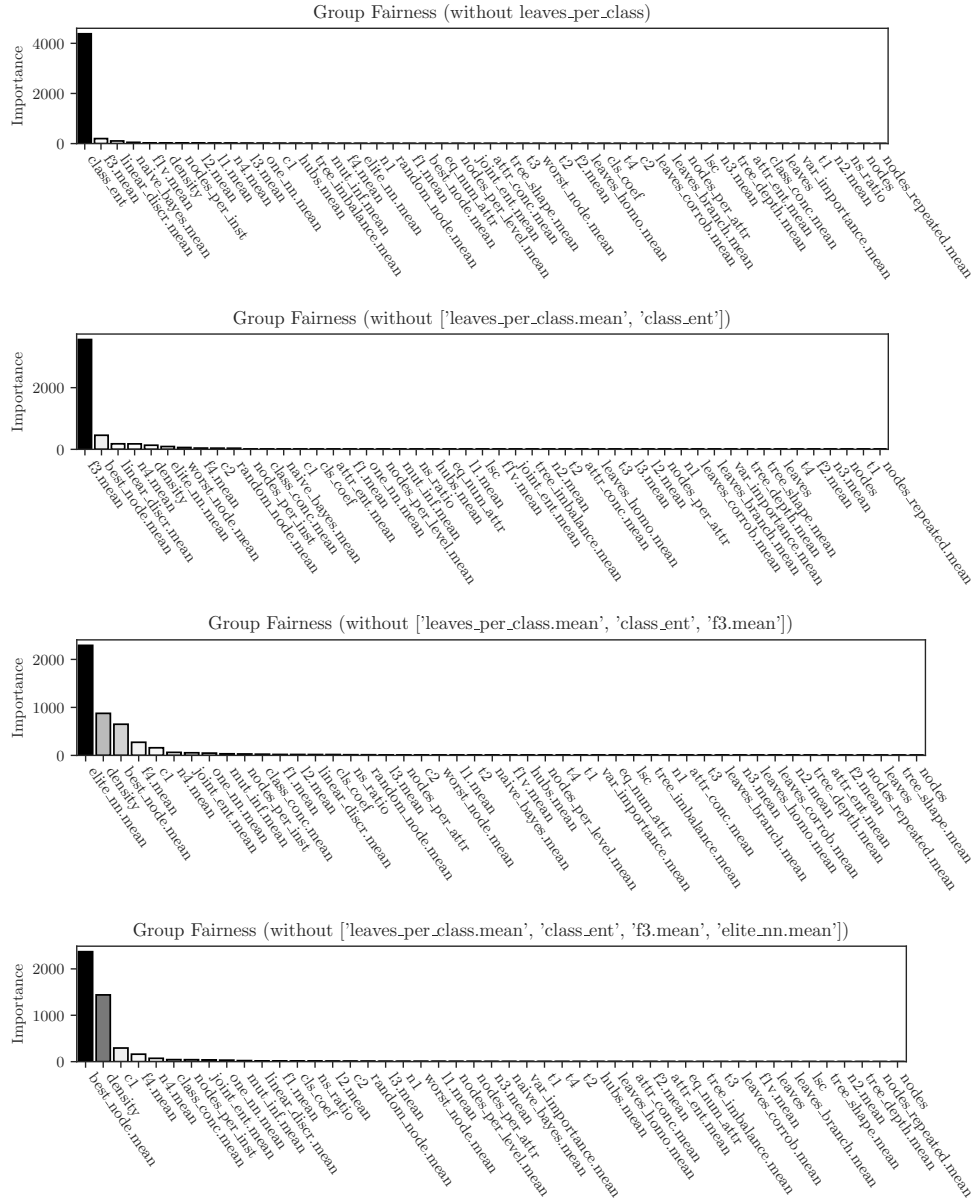 Group Fairness (without leaves_per_class)
Importance
4000
2000
0
class_ent
f3.mean
linear_discr.mean
naive_bayes.mean
f1v.mean
density
nodes_per_inst
l2.mean
l1.mean
n4.mean
l3.mean
one_nn.mean
c1
hubs.mean
tree_imbalance.mean
mut_inf.mean
f4.mean
elite_nn.mean
n1
random_node.mean
f1.mean
best_node.mean
eq_num_attr
nodes_per_level.mean
joint_ent.mean
attr_conc.mean
tree_shape.mean
t3
worst_node.mean
t2
f2.mean
leaves_homo.mean
cls_coef
t4
c2
leaves_corrob.mean
leaves_branch.mean
nodes_per_attr
lsc
n3.mean
tree_depth.mean
attr_ent.mean
class_conc.mean
leaves
var_importance.mean
t1
n2.mean
ns_ratio
nodes
nodes_repeated.mean
Group Fairness (without ['leaves_per_class.mean', 'class_ent'])
Importance
2000
0
f3.mean
best_node.mean
linear_discr.mean
n4.mean
density
elite_nn.mean
worst_node.mean
f4.mean
c2
random_node.mean
nodes_per_inst
class_conc.mean
naive_bayes.mean
c1
cls_coef
attr_ent.mean
f1.mean
one_nn.mean
nodes_per_level.mean
mut_inf.mean
ns_ratio
hubs.mean
eq_num_attr
l1.mean
lsc
f1v.mean
joint_ent.mean
tree_imbalance.mean
n2.mean
t2
attr_conc.mean
leaves_homo.mean
t3
l3.mean
l2.mean
nodes_per_attr
n1
leaves_corrob.mean
leaves_branch.mean
var_importance.mean
tree_depth.mean
tree_shape.mean
leaves
t4
f2.mean
n3.mean
nodes
t1
nodes_repeated.mean
Group Fairness (without ['leaves_per_class.mean', 'class_ent', 'f3.mean'])
Importance
2000
1000
0
elite_nn.mean
density
best_node.mean
f4.mean
c1
n4.mean
joint_ent.mean
one_nn.mean
mut_inf.mean
nodes_per_inst
class_conc.mean
f1.mean
l2.mean
linear_discr.mean
cls_coef
ns_ratio
random_node.mean
l3.mean
nodes_per_attr
c2
worst_node.mean
l1.mean
t2
naive_bayes.mean
f1v.mean
hubs.mean
nodes_per_level.mean
t4
t1
var_importance.mean
eq_num_attr
lsc
tree_imbalance.mean
n1
attr_conc.mean
t3
leaves_branch.mean
n3.mean
leaves_homo.mean
leaves_corrob.mean
n2.mean
tree_depth.mean
attr_ent.mean
f2.mean
nodes_repeated.mean
leaves
tree_shape.mean
nodes
Group Fairness (without ['leaves_per_class.mean', 'class_ent', 'f3.mean', 'elite_nn.mean'])
Importance
2000
1000
0
best_node.mean
density
c1
f4.mean
n4.mean
class_conc.mean
nodes_per_inst
joint_ent.mean
one_nn.mean
mut_inf.mean
linear_discr.mean
f1.mean
cls_coef
ns_ratio
l2.mean
c2
random_node.mean
l3.mean
n1
worst_node.mean
l1.mean
nodes_per_level.mean
nodes_per_attr
n3.mean
naive_bayes.mean
var_importance.mean
t1
t4
t2
hubs.mean
leaves_homo.mean
attr_conc.mean
f2.mean
attr_ent.mean
eq_num_attr
tree_imbalance.mean
t3
leaves_corrob.mean
f1v.mean
leaves
leaves_branch.mean
lsc
tree_shape.mean
n2.mean
tree_depth.mean
nodes_repeated.mean
nodes